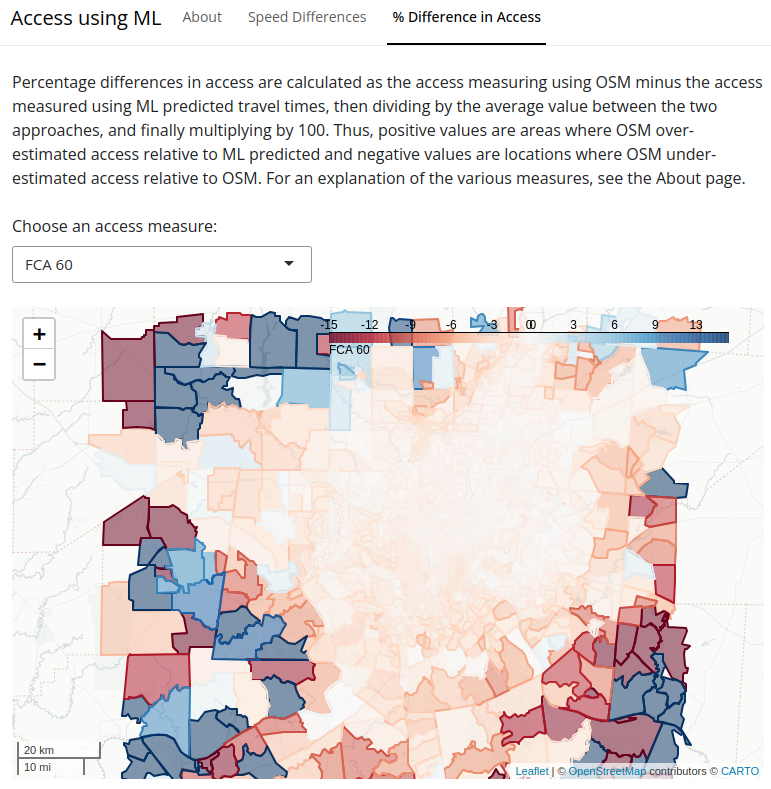 Access using ML About Speed Differences % Difference in Access
Percentage differences in access are calculated as the access measuring using OSM minus the access
measured using ML predicted travel times, then dividing by the average value between the two
approaches, and finally multiplying by 100. Thus, positive values are areas where OSM over-
estimated access relative to ML predicted and negative values are locations where OSM under-
estimated access relative to OSM. For an explanation of the various measures, see the About page.
Choose an access measure:
FCA 60
+
−
-15 -12 -9 -6 -3 0 0 3 6 9 13
FCA 60
20 km
10 mi
Leaflet | © OpenStreetMap contributors © CARTO